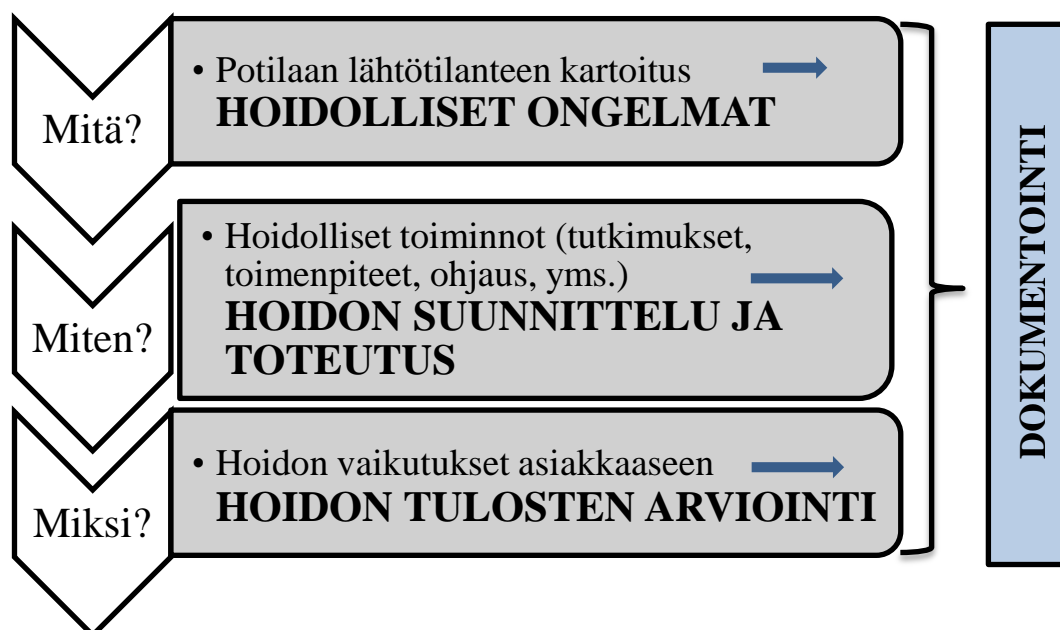 Mitä?
• Potilaan lähtötilanteen kartoitus
HOIDOLLISET ONGELMAT
Miten?
• Hoidolliset toiminnot (tutkimukset,
toimenpiteet, ohjaus, yms.)
HOIDON SUUNNITTELU JA
TOTEUTUS
Miksi?
• Hoidon vaikutukset asiakkaaseen
HOIDON TULOSTEN ARVIOINTI
DOKUMENTOINTI